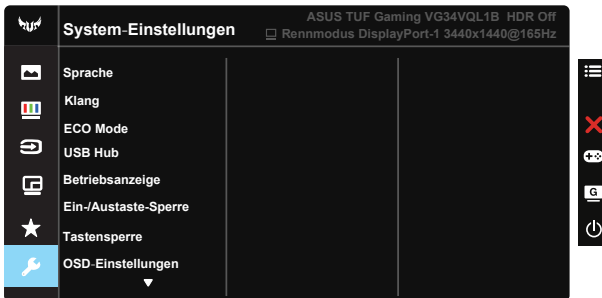 ASUS TUF Gaming VG34VQL1B HDR Off
System-Einstellungen
Rennmodus DisplayPort-1 3440x1440@165Hz
Sprache
Klang
ECO Mode
USB Hub
Betriebsanzeige
Ein-/Austaste-Sperre
Tastensperre
OSD-Einstellungen
G